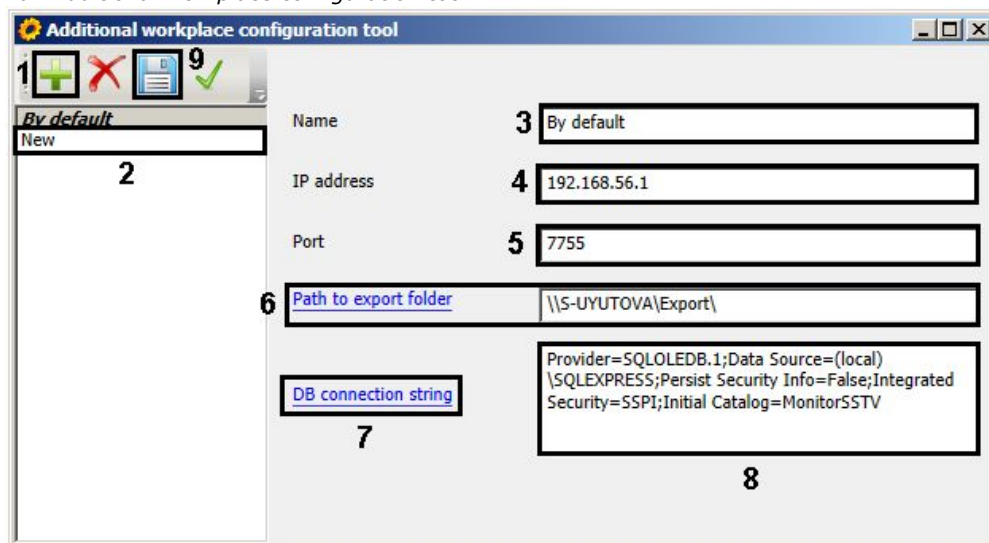 Additional workplace configuration tool
1
9
By default
New
2
Name
3
By default
IP address
4
192.168.56.1
Port
5
7755
6
Path to export folder
\\S-UYUTOVA\Export\
DB connection string
7
Provider=SQLOLEDB.1;Data Source=(local)
\SQLEXPRESS;Persist Security Info=False;Integrated
Security=SSPI;Initial Catalog=MonitorSSTV
8